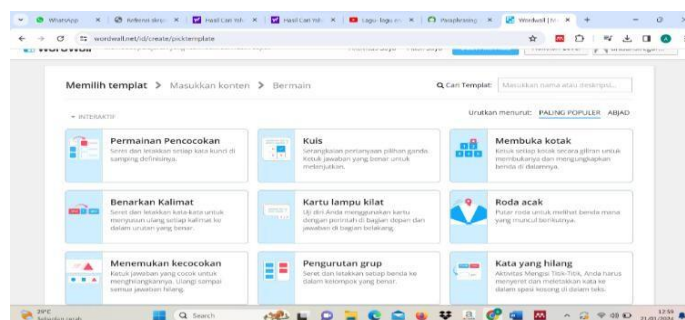 WhatsApp
Wordwall | Bu
wordwall.net/id/create/picktemplate
Memilih templat > Masukkan konten > Bermain
Cari Templat: Masukkan nama atau deskripsi...
INTERAKTIF
Urutkan menurut: PALING POPULER ABJAD
Permainan Pencocokan
Seret dan letakkan setiap kata kunci di
samping definisinya.
Kuis
Serangkaian pertanyaan pilihan ganda.
Ketuk jawaban yang benar untuk
melanjutkan.
Membuka kotak
Ketuk setiap kotak secara giliran untuk
membukanya dan mengungkapkan
benda di dalamnya.
Benarkan Kalimat
Seret dan letakkan kata-kata untuk
menyusun ulang setiap kalimat ke
dalam urutan yang benar.
Kartu lampu kilat
Uji diri Anda menggunakan kartu
dengan perintah di bagian depan dan
jawaban di bagian belakang.
Roda acak
Putar roda untuk melihat benda mana
yang muncul berikutnya.
Menemukan kecocokan
Ketuk jawaban yang cocok untuk
menghilangkannya. Ulangi sampai
semua jawaban hilang.
Pengurutan grup
Seret dan letakkan setiap benda ke
dalam kelompok yang benar.
Kata yang hilang
Aktivitas Mengisi Titik-Titik, Anda harus
menyeret dan meletakkan kata ke
dalam spasi kosong di dalam teks.
29°C
Search
12:59